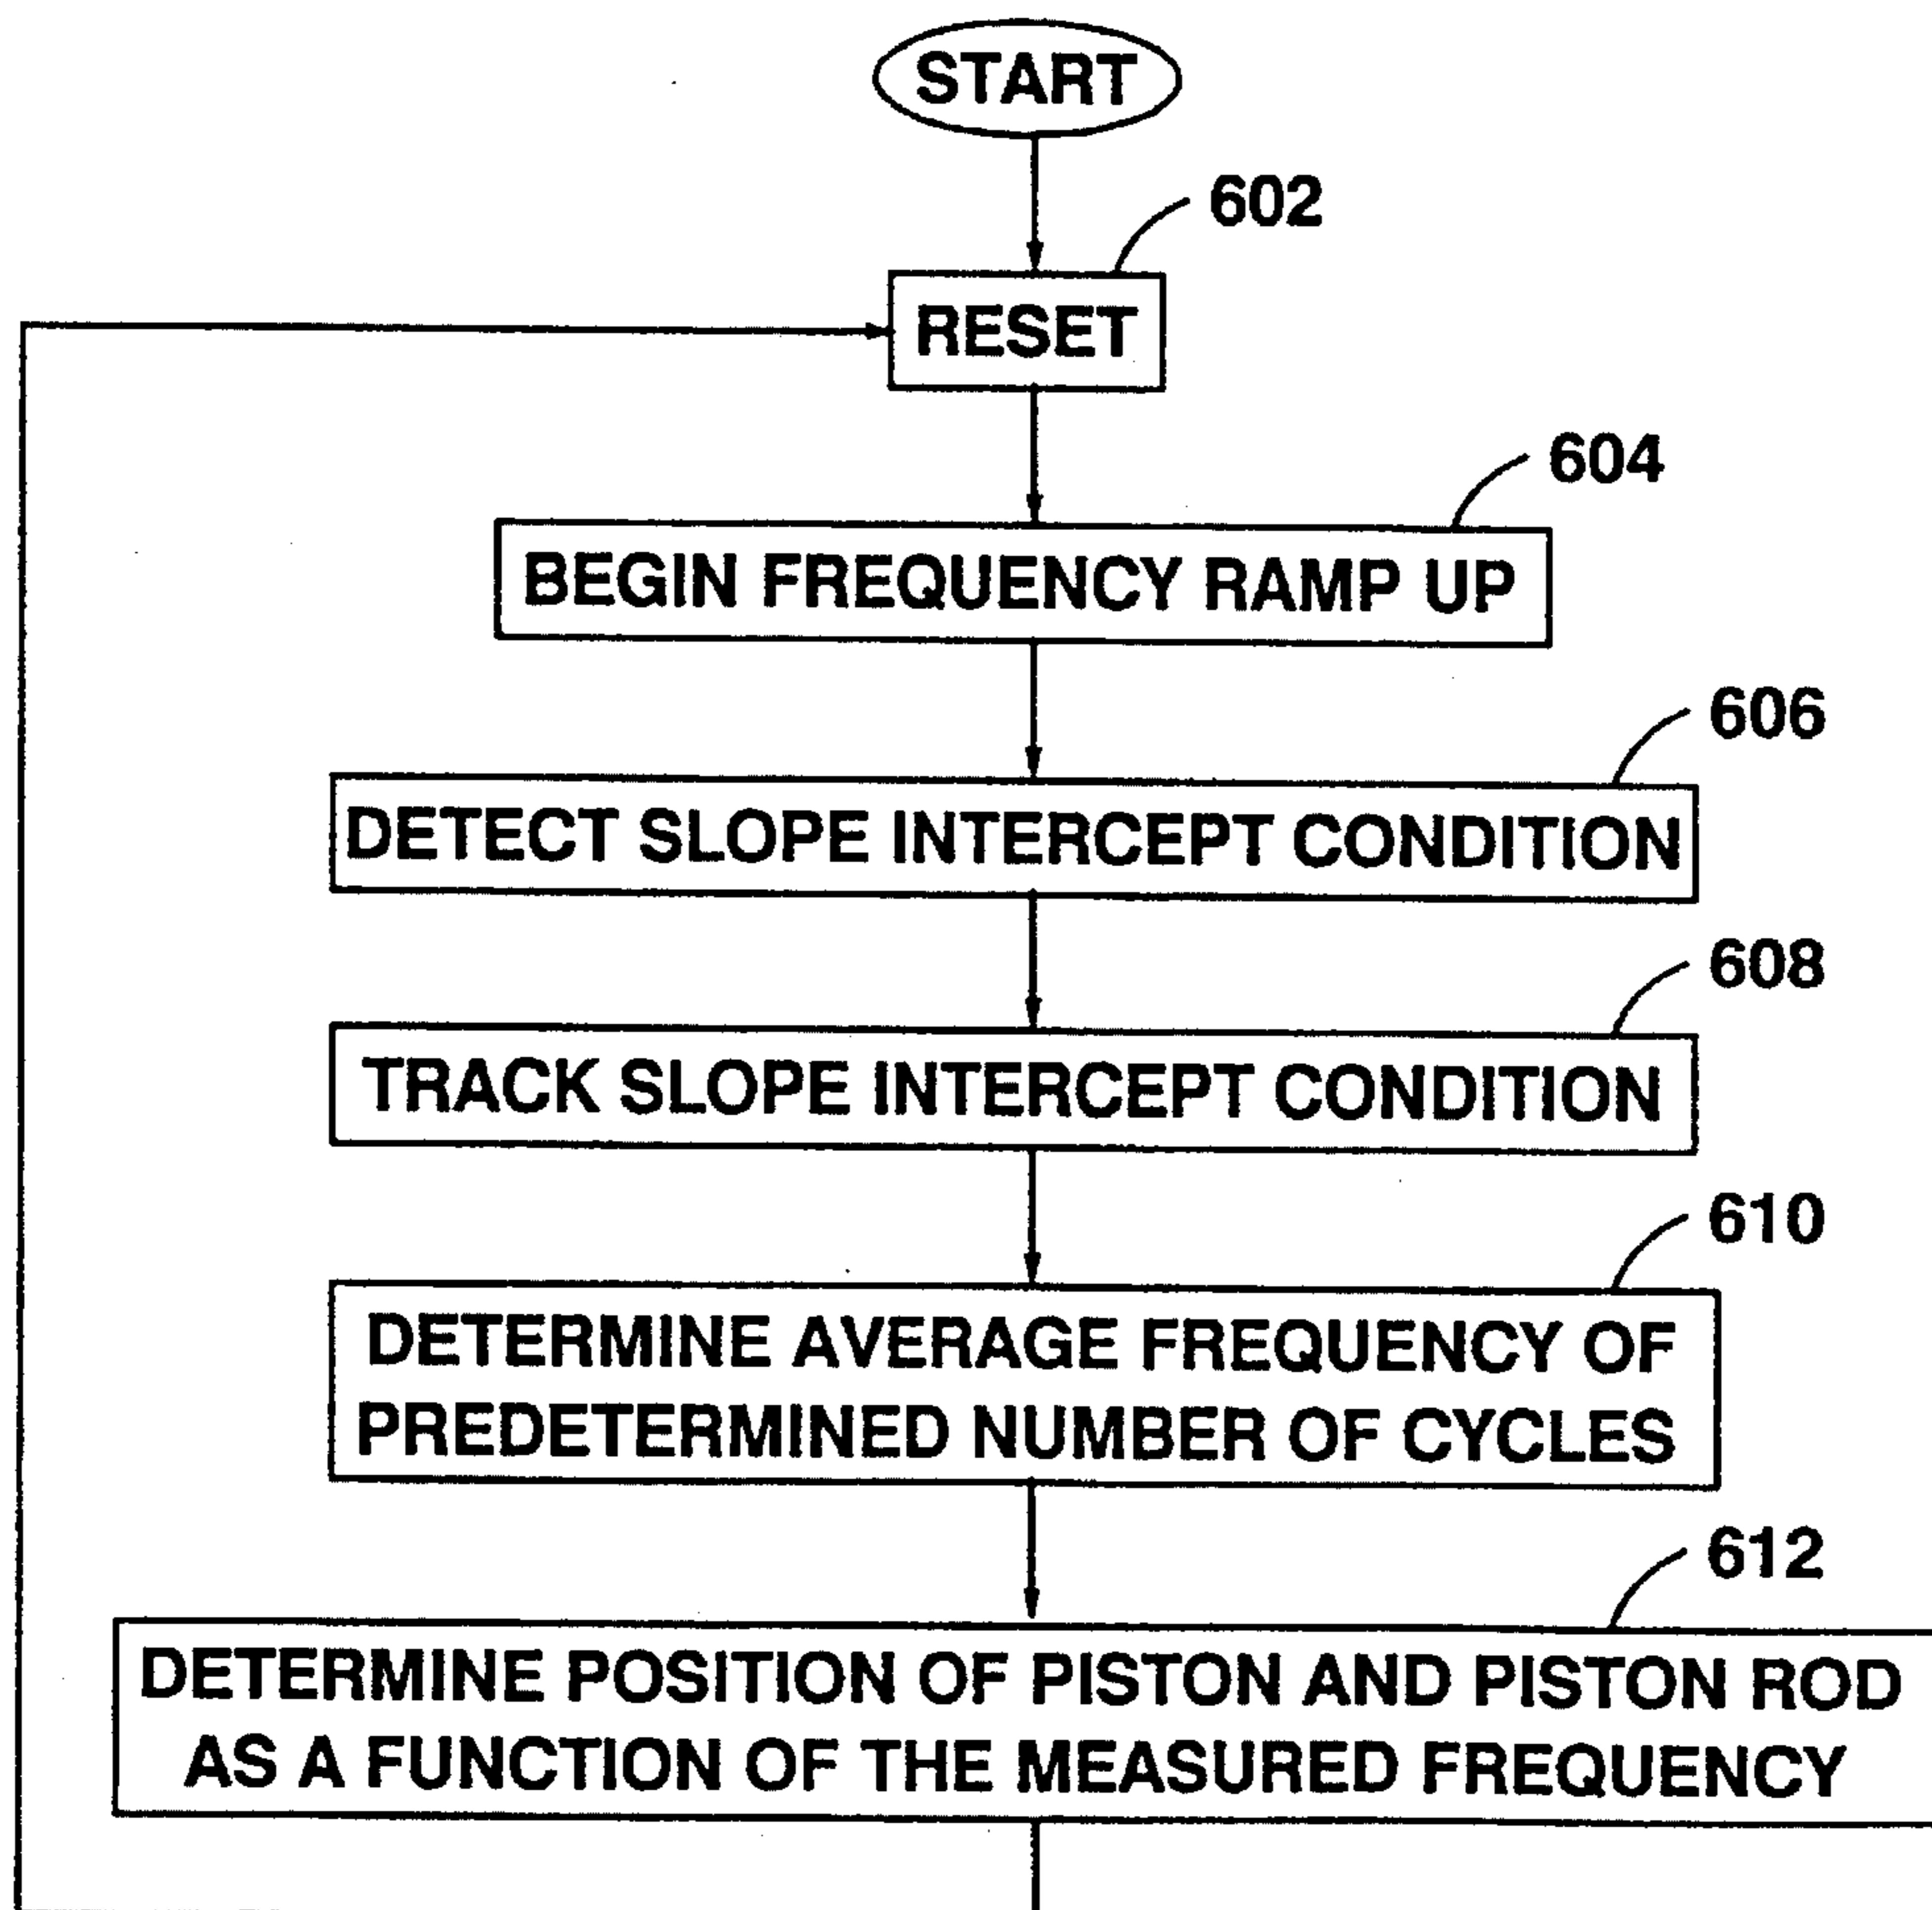 START
602
RESET
604
BEGIN FREQUENCY RAMP UP
606
DETECT SLOPE INTERCEPT CONDITION
608
TRACK SLOPE INTERCEPT CONDITION
610
DETERMINE AVERAGE FREQUENCY OF
PREDETERMINED NUMBER OF CYCLES
612
DETERMINE POSITION OF PISTON AND PISTON ROD
AS A FUNCTION OF THE MEASURED FREQUENCY